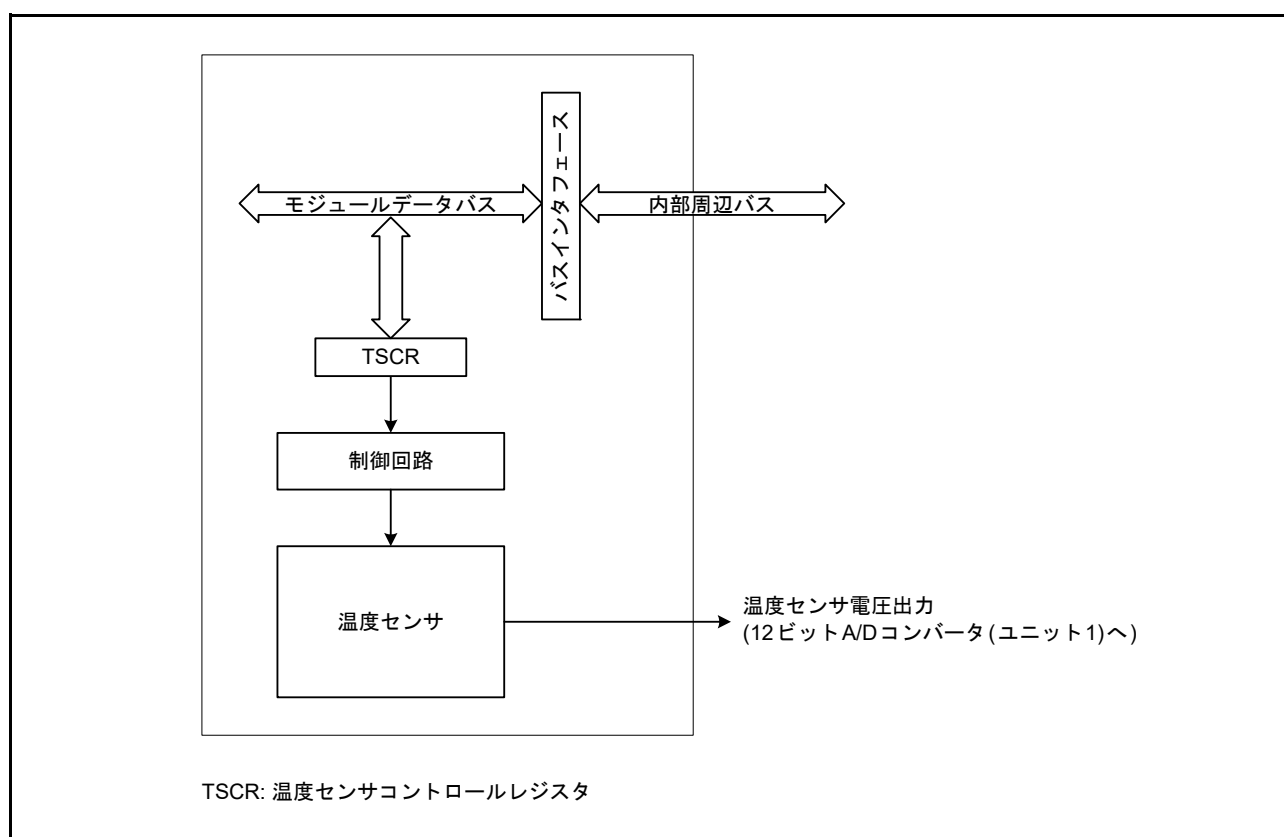 バスインタフェース
モジュールデータバス
内部周辺バス
TSCR
制御回路
温度センサ
温度センサ電圧出力
(12ビットA/Dコンバータ(ユニット1)へ)
TSCR: 温度センサコントロールレジスタ